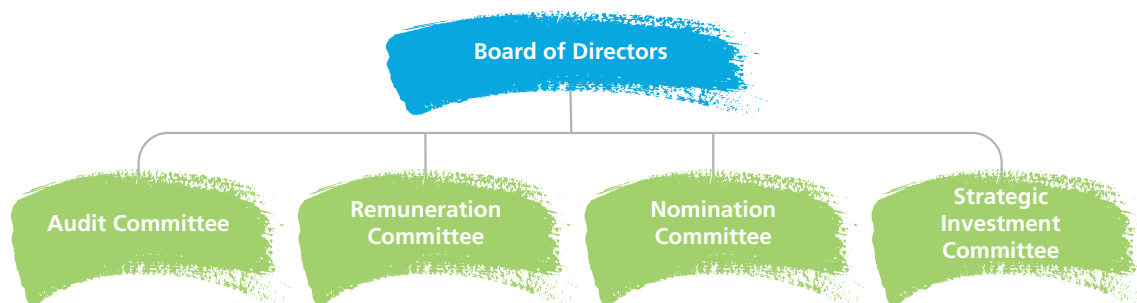 Board of Directors
Audit Committee
Remuneration
Committee
Nomination
Committee
Strategic
Investment
Committee